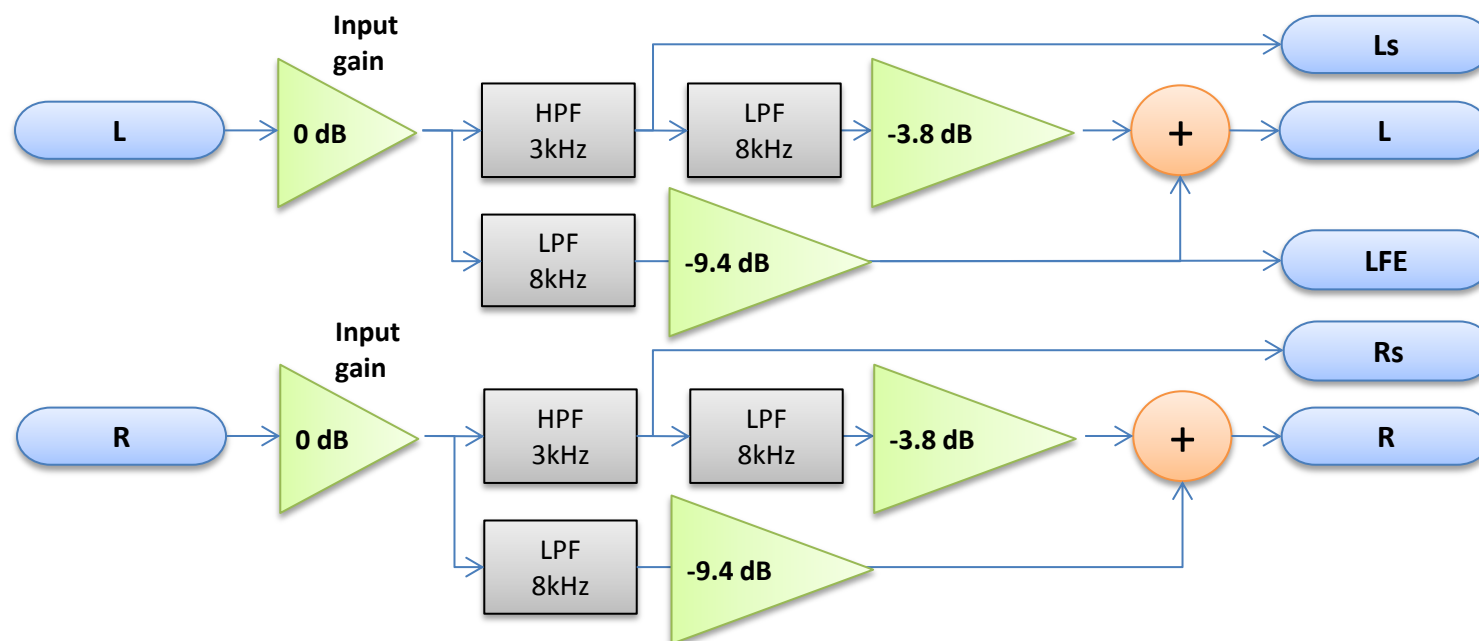 Input
gain
Ls
L
0 dB
HPF
3kHz
LPF
8kHz
-3.8 dB
+
L
LPF
8kHz
-9.4 dB
LFE
Input
gain
Rs
R
0 dB
HPF
3kHz
LPF
8kHz
-3.8 dB
+
R
LPF
8kHz
-9.4 dB